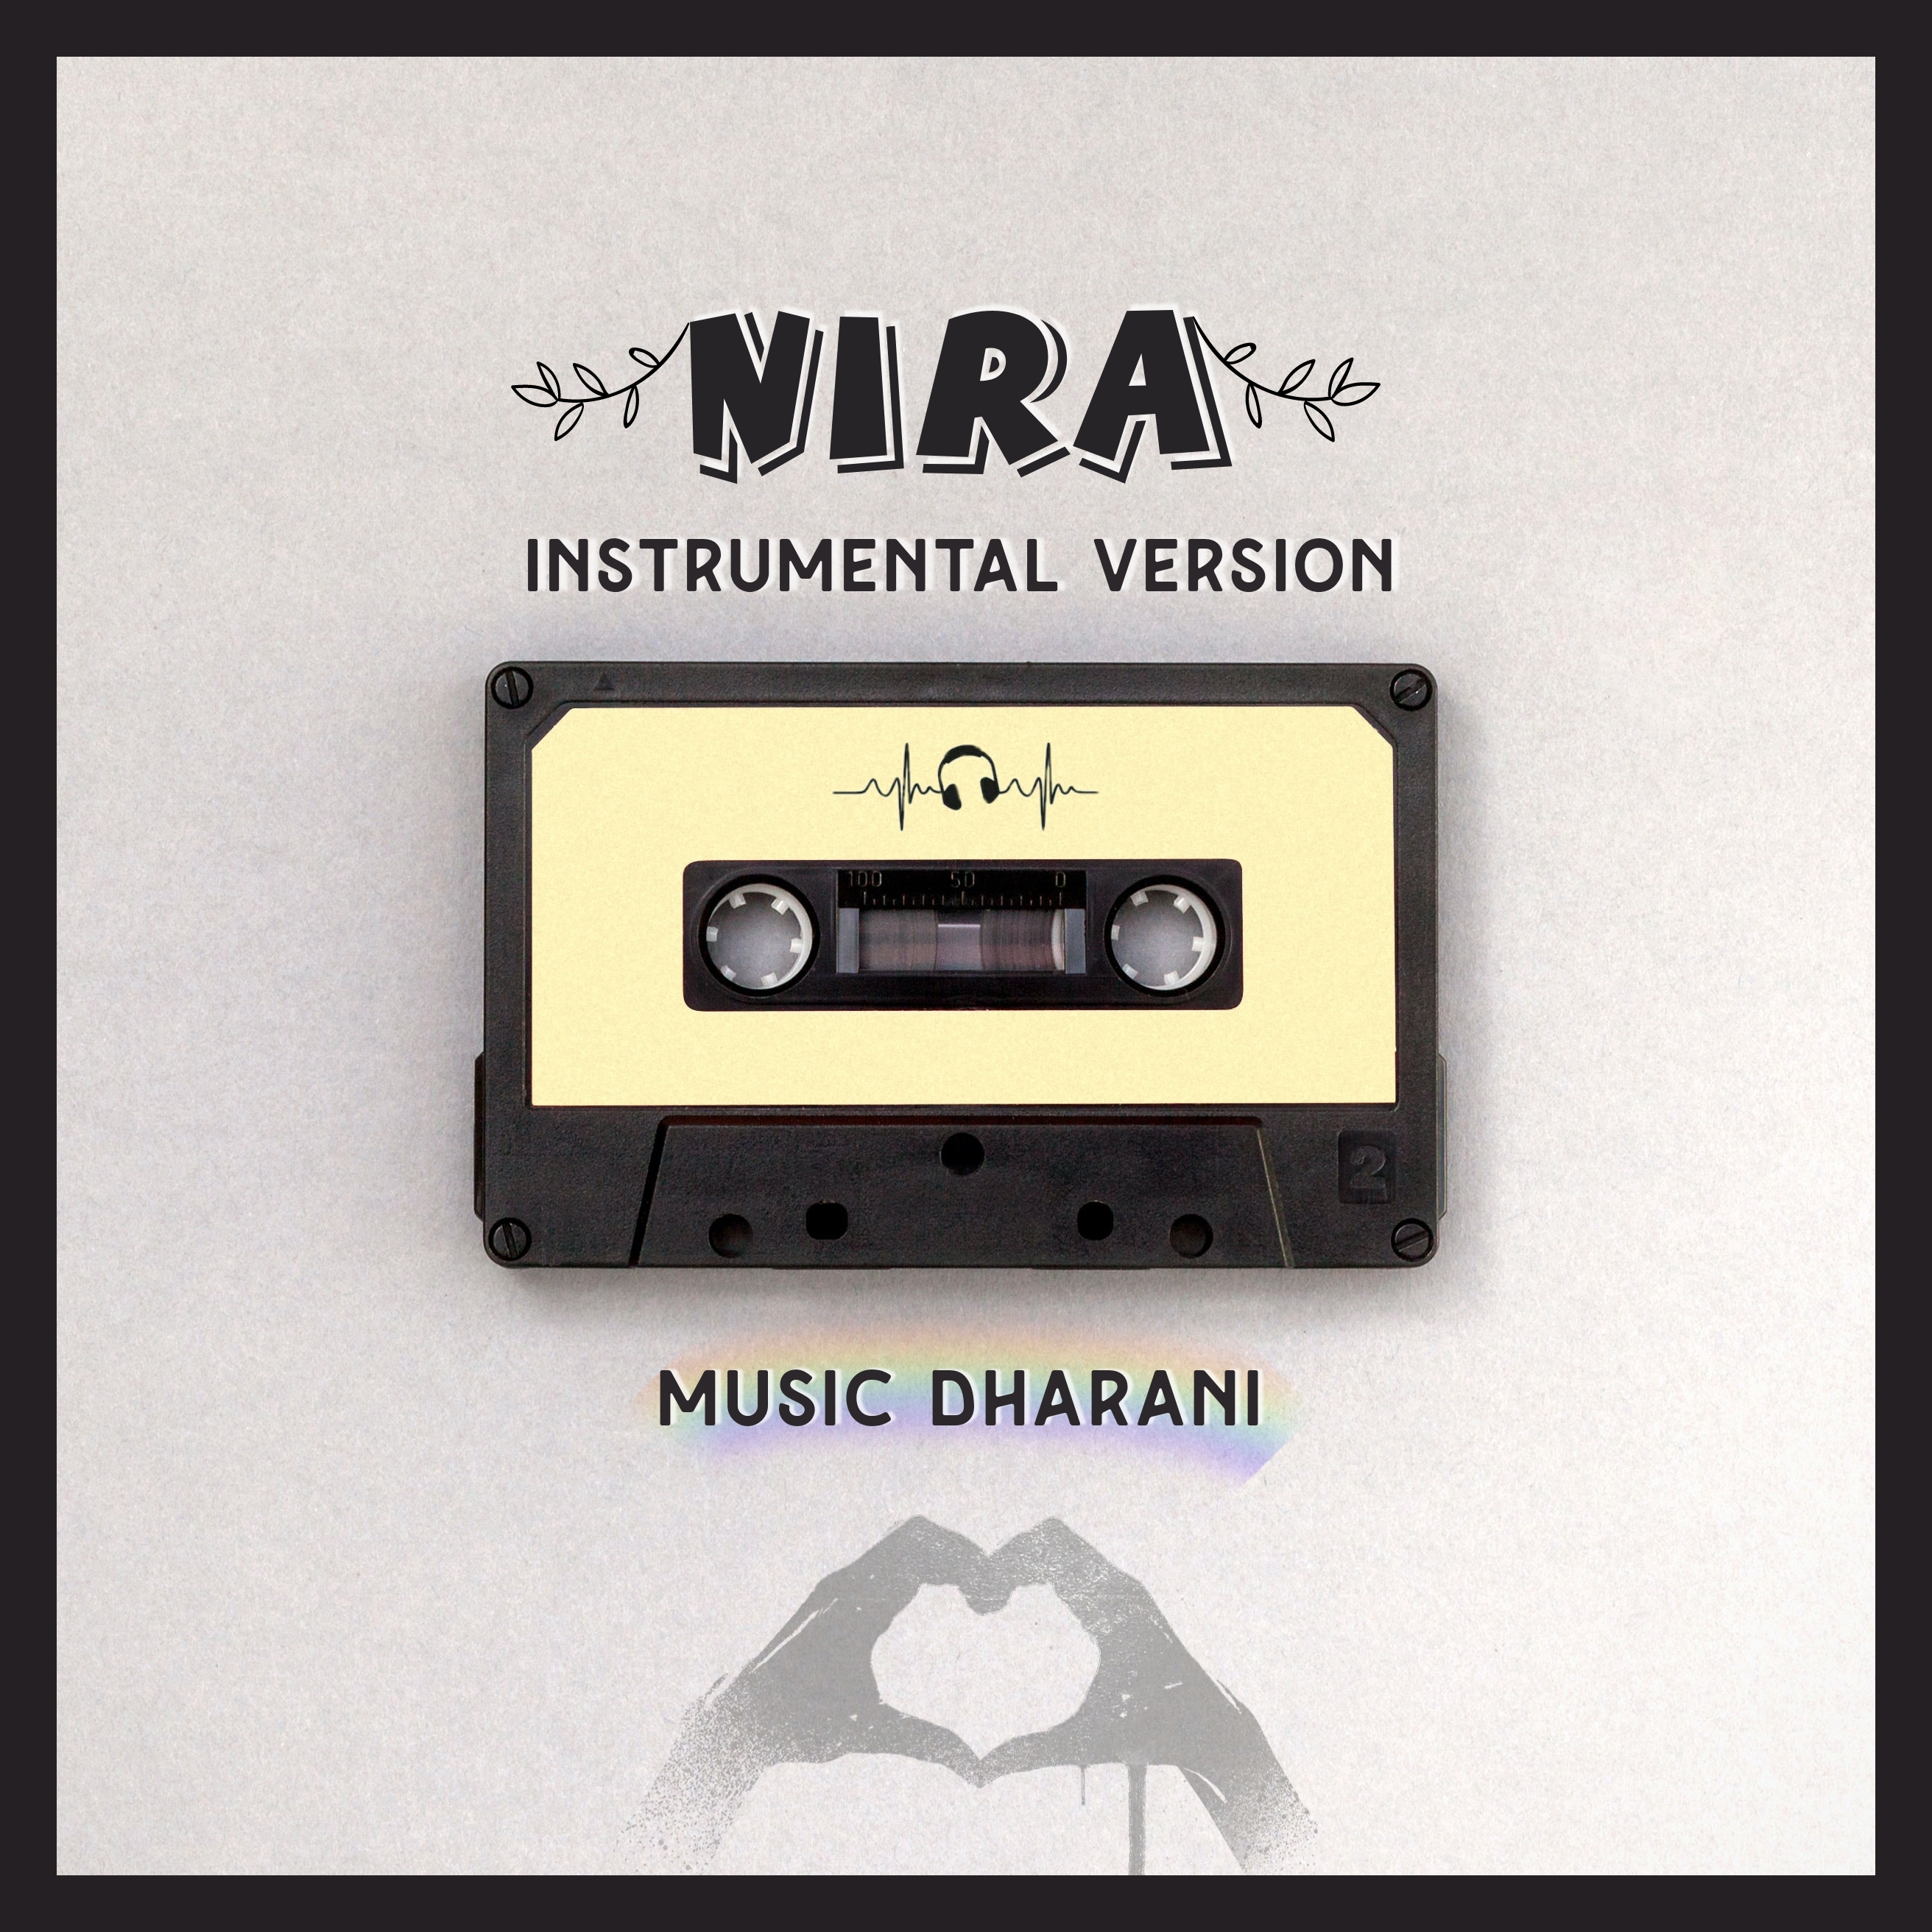 NIRA
INSTRUMENTAL VERSION
100 50 0
2
MUSIC DHARANI